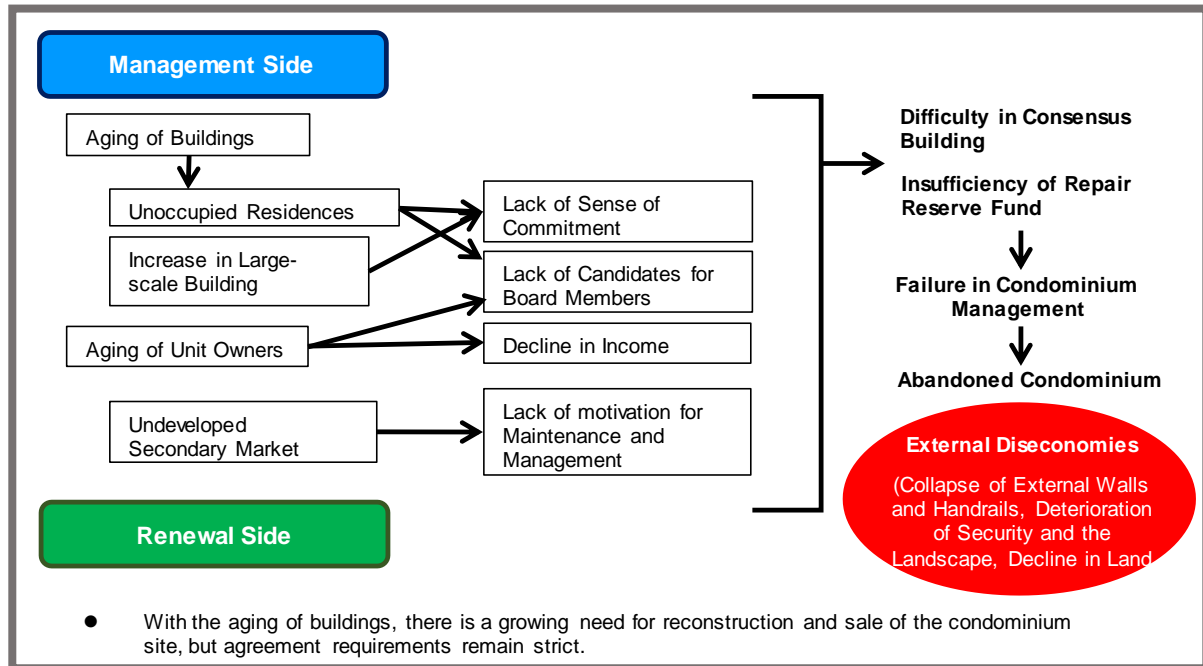 Management Side
Aging of Buildings
Unoccupied Residences
Increase in Large-
scale Building
Aging of Unit Owners
Undeveloped
Secondary Market
Lack of Sense of
Commitment
Lack of Candidates for
Board Members
Decline in Income
Lack of motivation for
Maintenance and
Management
Difficulty in Consensus
Building
Insufficiency of Repair
Reserve Fund
Failure in Condominium
Management
Abandoned Condominium
External Diseconomies
(Collapse of External Walls
and Handrails, Deterioration
of Security and the
Landscape, Decline in Land
Renewal Side
● With the aging of buildings, there is a growing need for reconstruction and sale of the condominium
site, but agreement requirements remain strict.